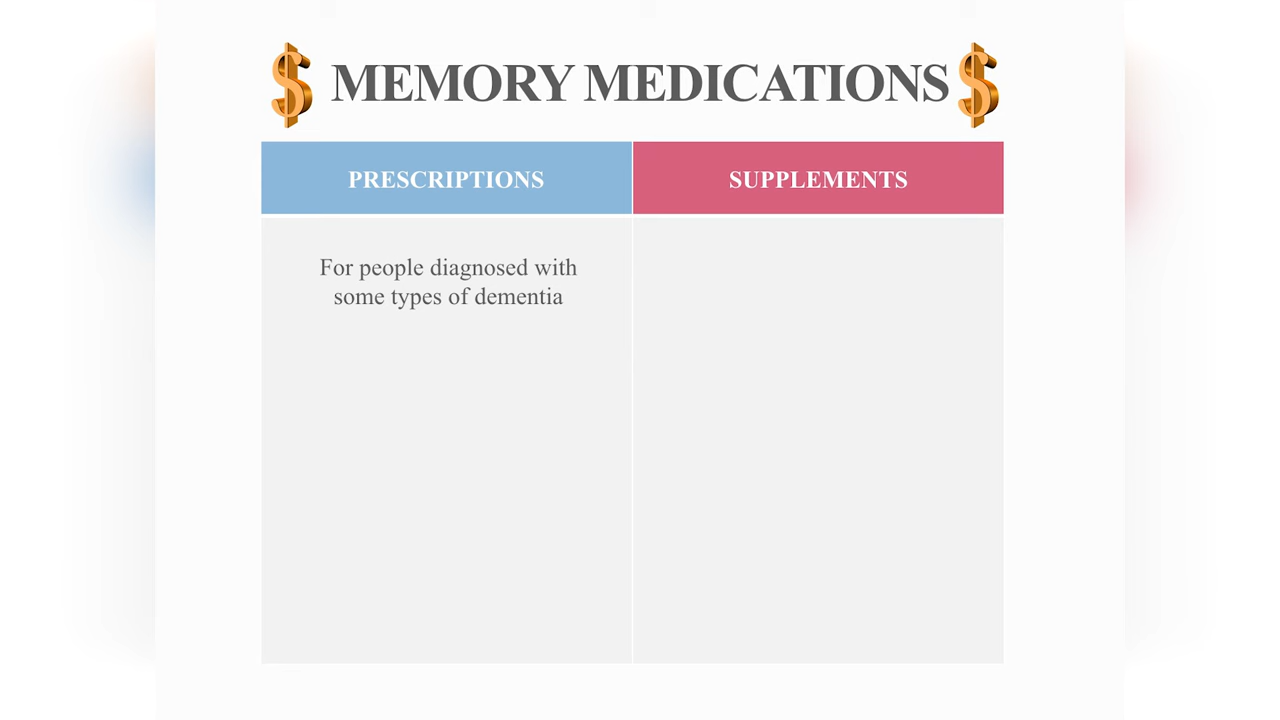 $ MEMORY MEDICATIONS $
PRESCRIPTIONS
SUPPLEMENTS
For people diagnosed with
some types of dementia